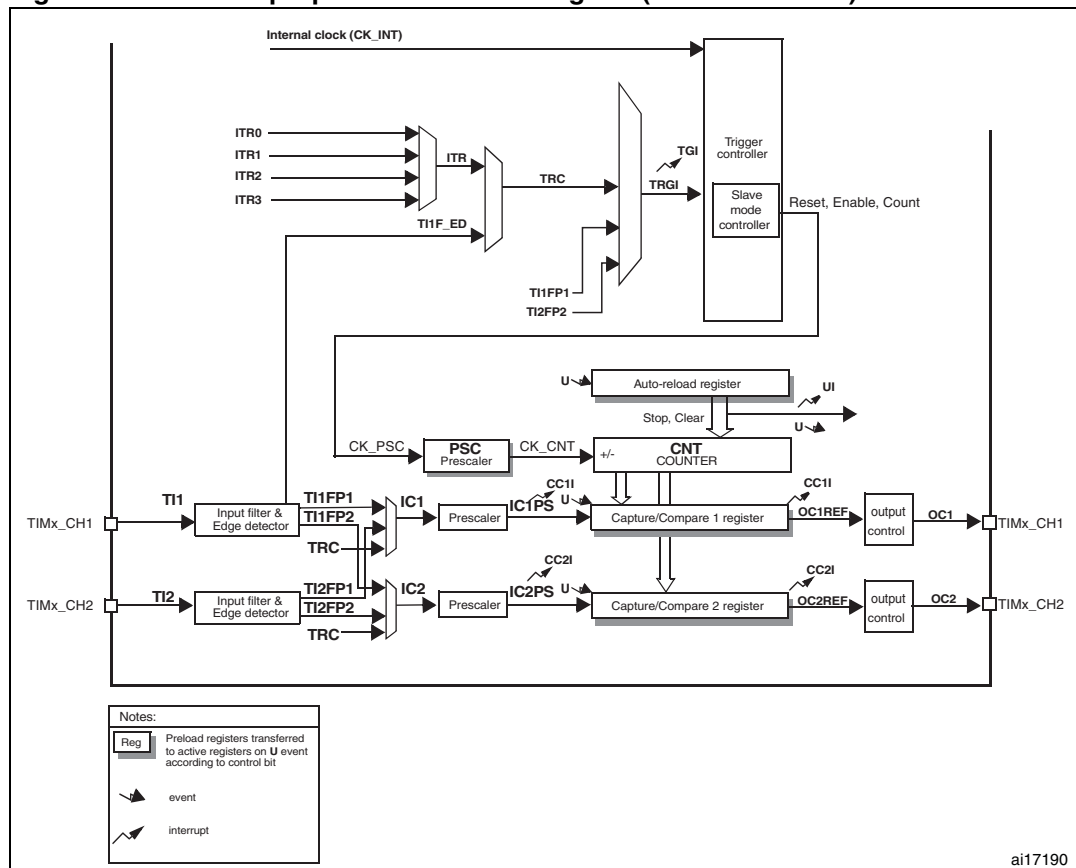 Internal clock (CK_INT)
ITR0
ITR1
ITR2
ITR3
ITR
TI1F_ED
TRC
TI1FP1
TI2FP2
TGI
TRGI
Trigger
controller
Slave
mode
controller
Reset, Enable, Count
U
Auto-reload register
Stop, Clear
UI
U
CK_PSC
PSC
Prescaler
CK_CNT
+/-
CNT
COUNTER
TIMx_CH1
TI1
Input filter &
Edge detector
TI1FP1
TI1FP2
TRC
IC1
Prescaler
CC1I
IC1PS
U
Capture/Compare 1 register
CC1I
OC1REF
output
control
OC1
TIMx_CH1
TIMx_CH2
TI2
Input filter &
Edge detector
TI2FP1
TI2FP2
TRC
IC2
Prescaler
CC2I
IC2PS
U
Capture/Compare 2 register
CC2I
OC2REF
output
control
OC2
TIMx_CH2
Notes:
Reg
Preload registers transferred
to active registers on U event
according to control bit
event
interrupt
ai17190